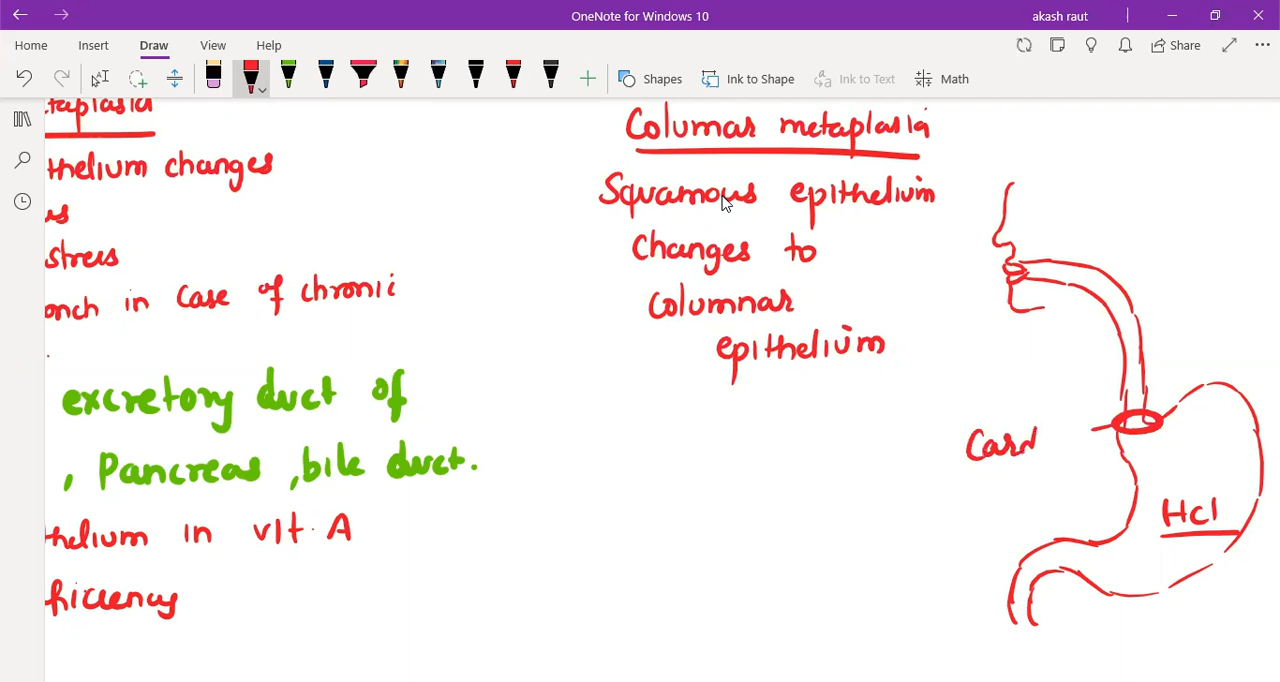 OneNote for Windows 10
akash raut
Home Insert Draw View Help
Share
Shapes Ink to Shape Ink to Text Math
etaplasia
thelium changes
us
stress
onch in case of chronic
excretory duct of
, Pancreas, bile duct.
thelium in vit. A
ficiency
Columar metaplasia
Squamous epithelium
Changes to
Columnar
epithelium
Card
Hcl